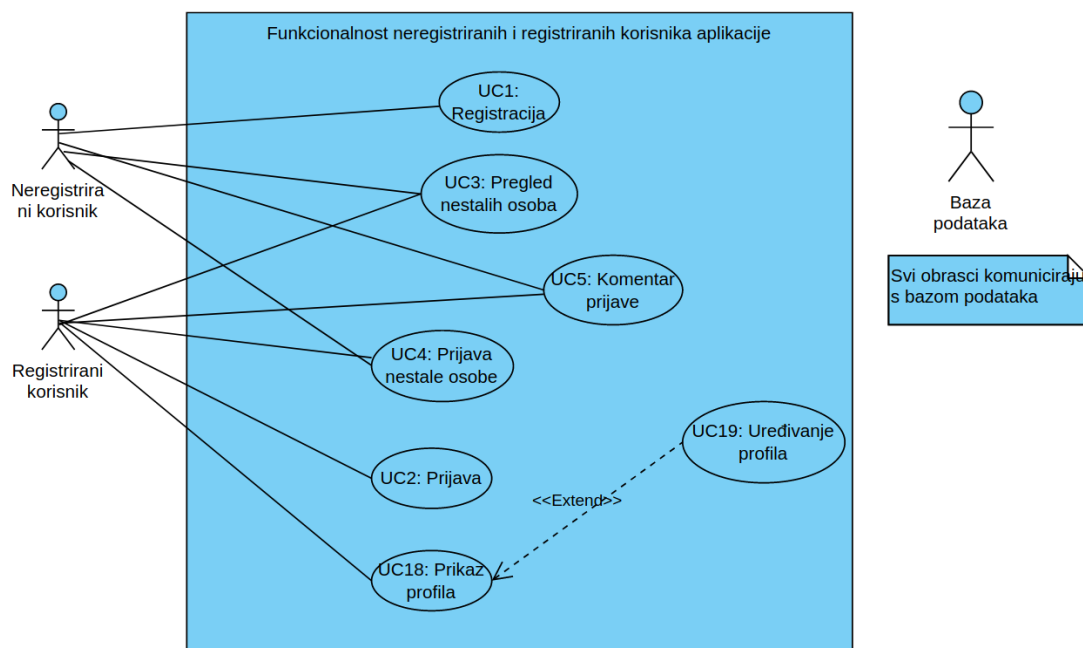 Funkcionalnost neregistriranih i registriranih korisnika aplikacije
UC1:
Registracija
Neregistrira
ni korisnik
UC3: Pregled
nestalih osoba
Baza
podataka
UC5: Komentar
prijave
Svi obrasci komuniciraju
s bazom podataka
Registrirani
korisnik
UC4: Prijava
nestale osobe
UC19: Uređivanje
profila
UC2: Prijava
<<Extend>>
UC18: Prikaz
profila